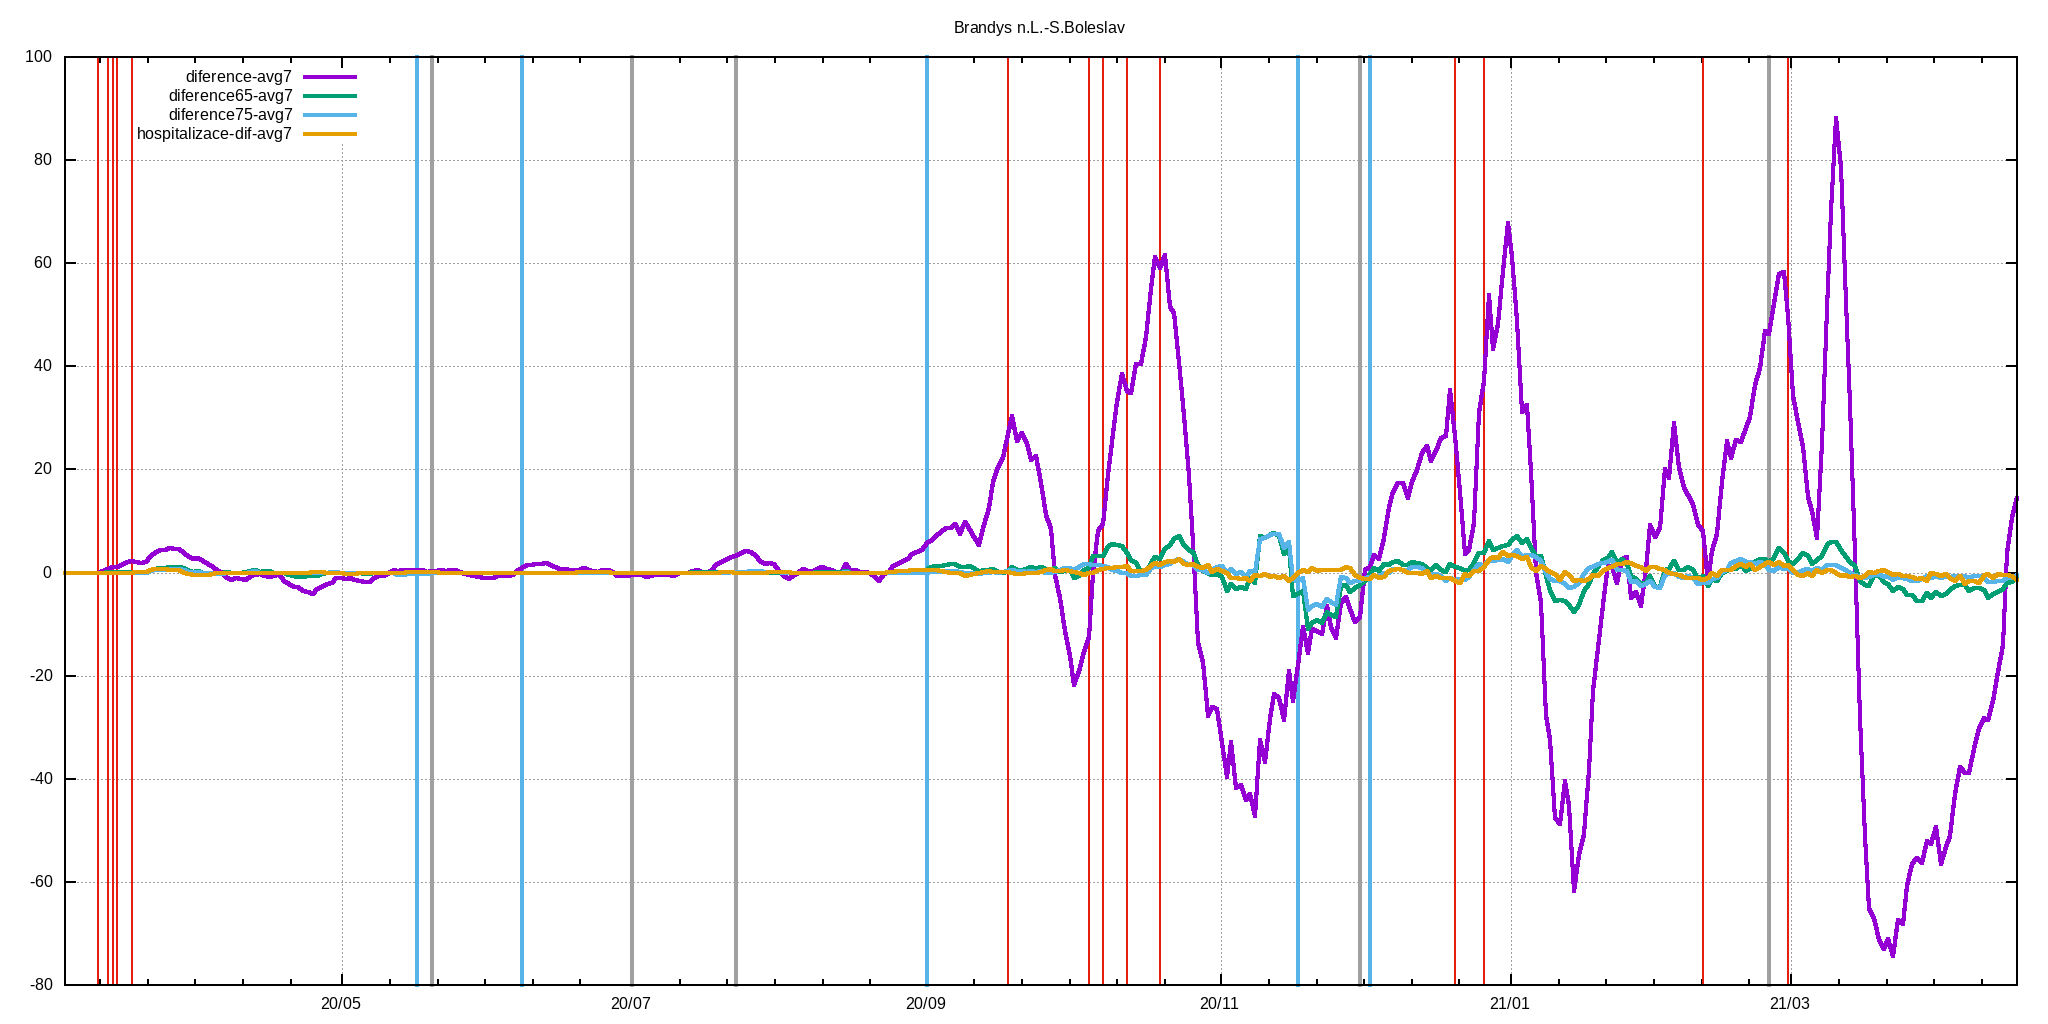 Brandys n.L.-S.Boleslav
diference-avg7
diference65-avg7
diference75-avg7
hospitalizace-dif-avg7
100
80
60
40
20
0
-20
-40
-60
-80
20/05 20/07 20/09 20/11 21/01 21/03